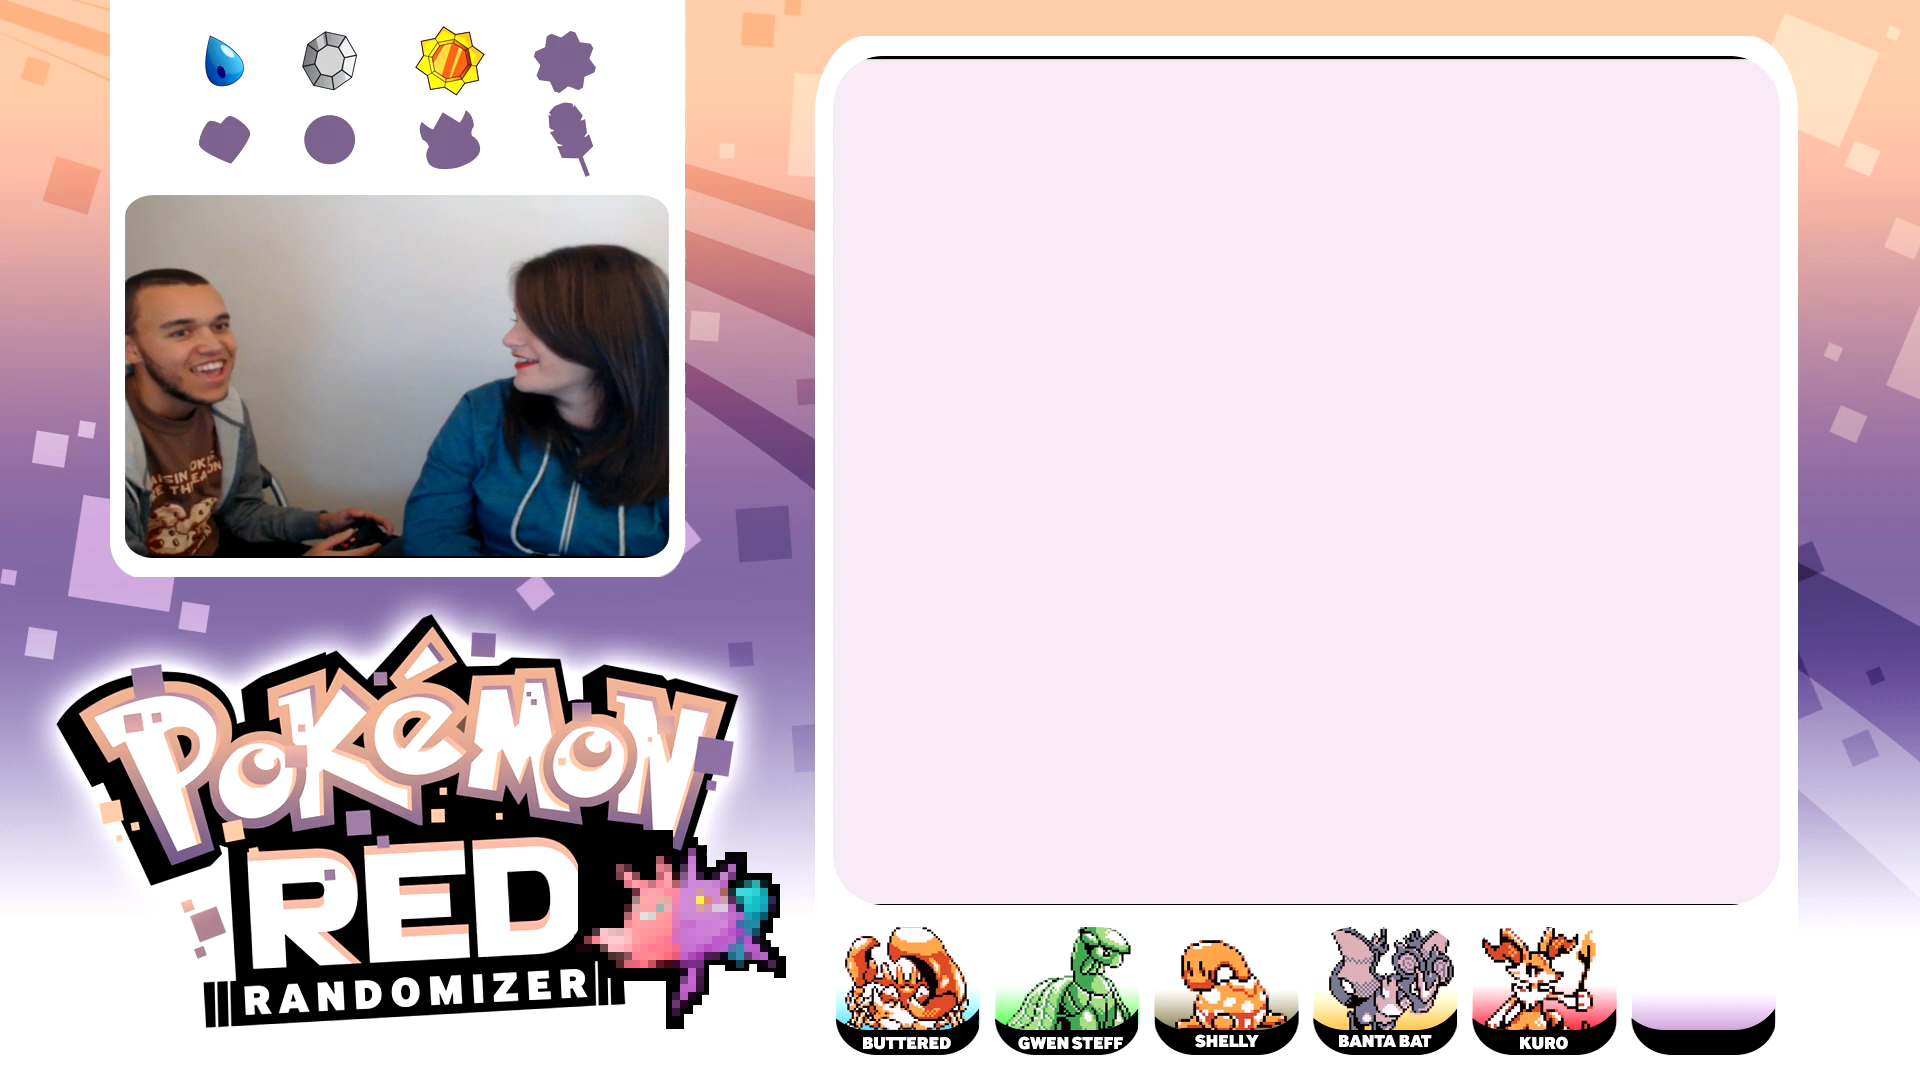 POKéMON
RED
RANDOMIZER
BUTTERED
GWEN STEFF
SHELLY
BANTA BAT
KURO